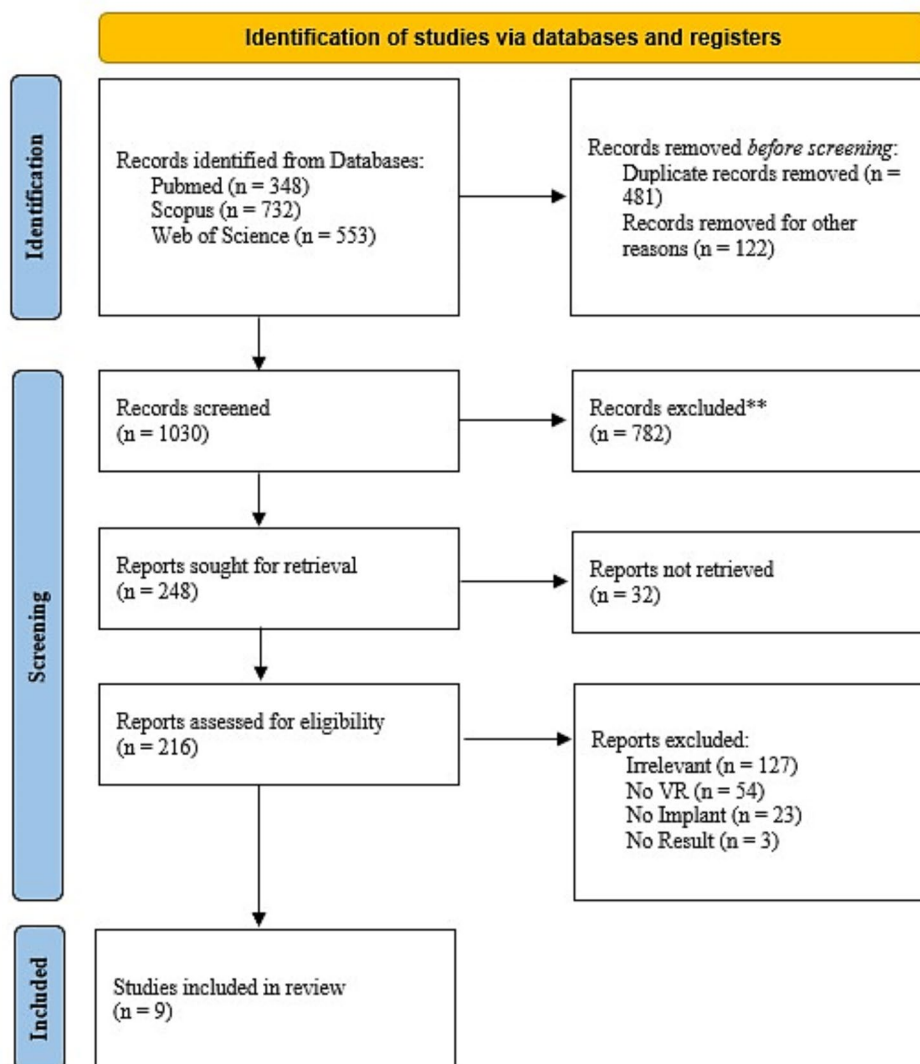 Identification of studies via databases and registers
Identification
Records identified from Databases:
Pubmed (n = 348)
Scopus (n = 732)
Web of Science (n = 553)
Records removed before screening:
Duplicate records removed (n =
481)
Records removed for other
reasons (n = 122)
Screening
Records screened
(n = 1030)
Records excluded**
(n = 782)
Reports sought for retrieval
(n = 248)
Reports not retrieved
(n = 32)
Reports assessed for eligibility
(n = 216)
Reports excluded:
Irrelevant (n = 127)
No VR (n = 54)
No Implant (n = 23)
No Result (n = 3)
Included
Studies included in review
(n = 9)